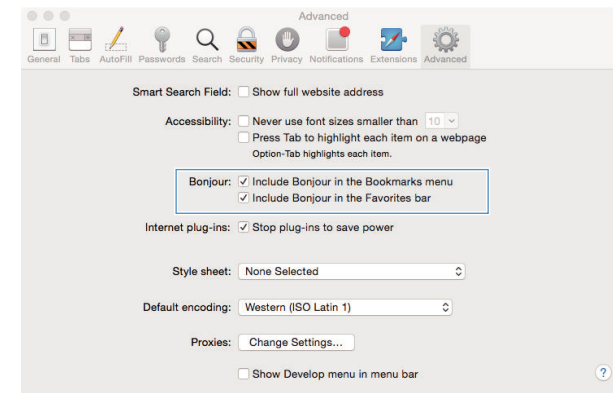 Advanced
General Tabs AutoFill Passwords Search Security Privacy Notifications Extensions Advanced
Smart Search Field: Show full website address
Accessibility: Never use font sizes smaller than 10
Press Tab to highlight each item on a webpage
Option-Tab highlights each item.
Bonjour: Include Bonjour in the Bookmarks menu
Include Bonjour in the Favorites bar
Internet plug-ins: Stop plug-ins to save power
Style sheet: None Selected
Default encoding: Western (ISO Latin 1)
Proxies: Change Settings...
Show Develop menu in menu bar
?